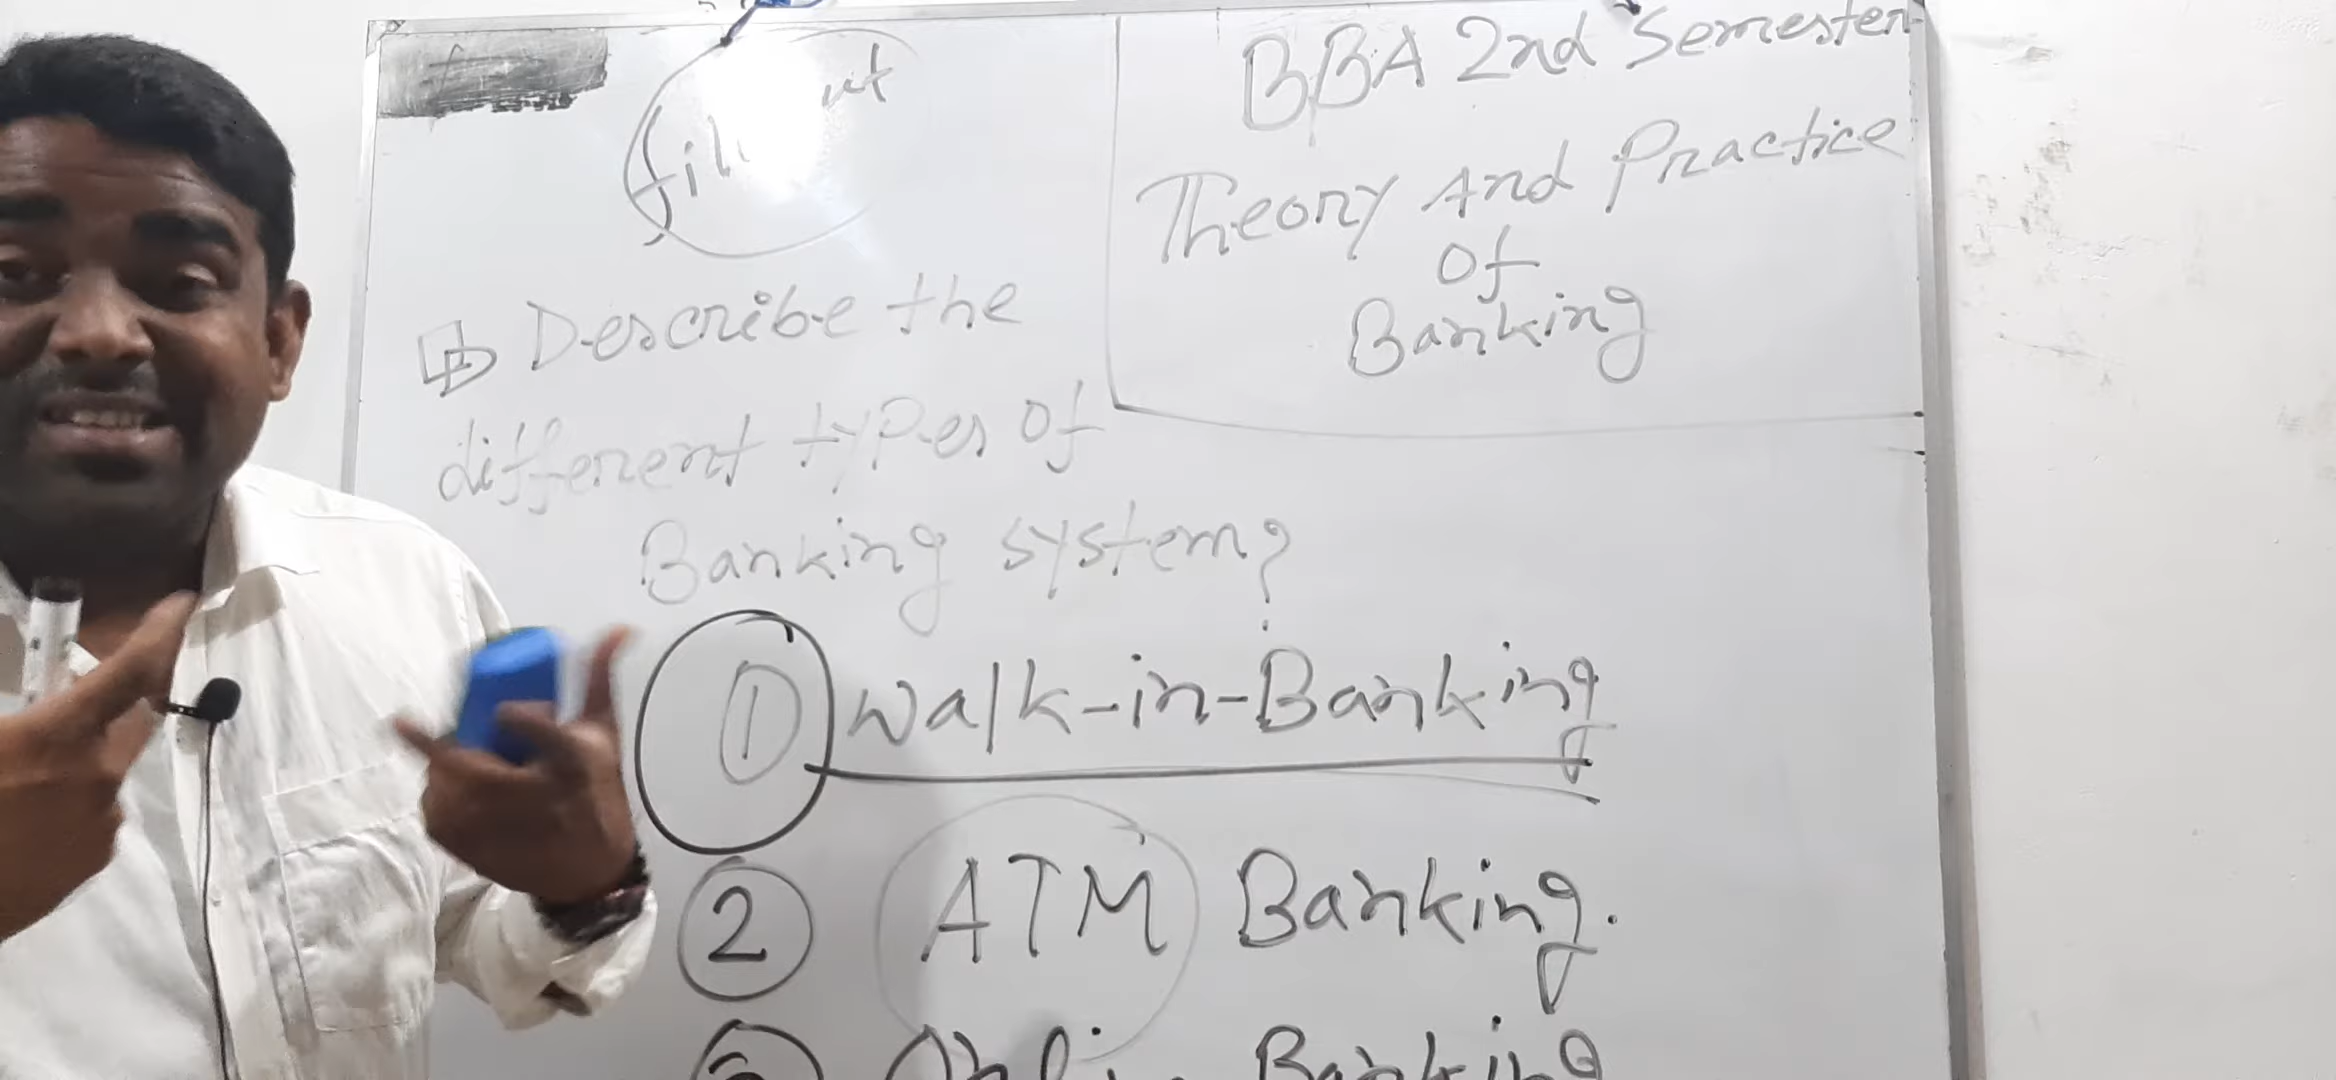 BBA 2nd Semester
Theory And Practice
Of
Banking
Describe the
different types of
Banking system?
1 Walk-in-Banking
2 ATM Banking.
Banking